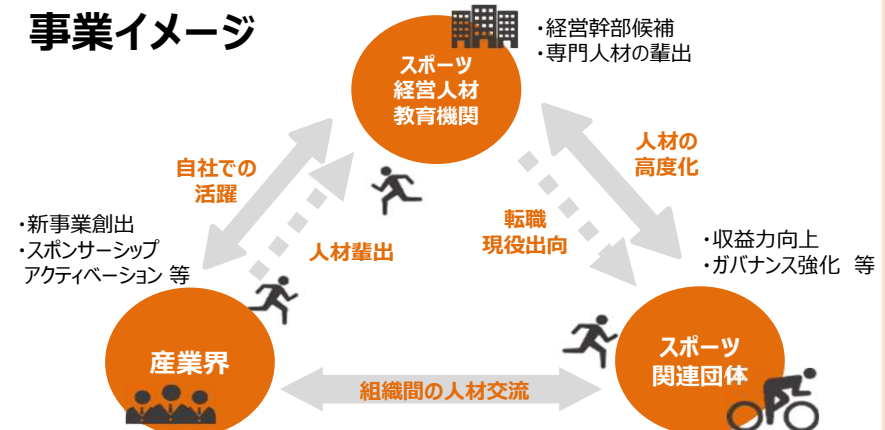 事業イメージ
・経営幹部候補
・専門人材の輩出
スポーツ
経営人材
教育機関
人材の
高度化
自社での
活躍
転職
現役出向
人材輩出
・新事業創出
・スポンサーシップ
アクティベーション 等
・収益力向上
・ガバナンス強化 等
産業界
スポーツ
関連団体
組織間の人材交流